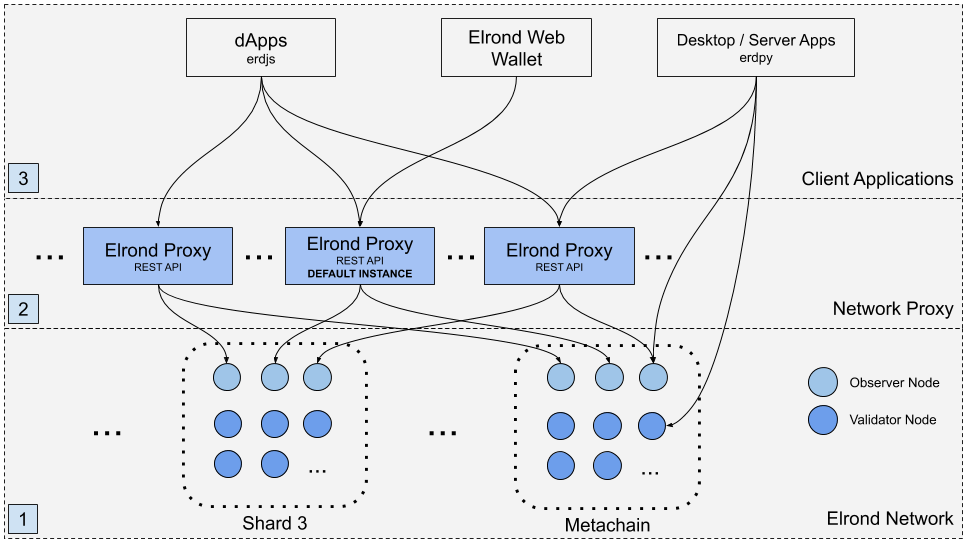 dApps
erdjs
Elrond Web
Wallet
Desktop / Server Apps
erdpy
3
Client Applications
...
Elrond Proxy
REST API
...
Elrond Proxy
REST API
DEFAULT INSTANCE
...
Elrond Proxy
REST API
...
2
Network Proxy
Observer Node
Validator Node
...
...
...
...
1
Shard 3
Metachain
Elrond Network